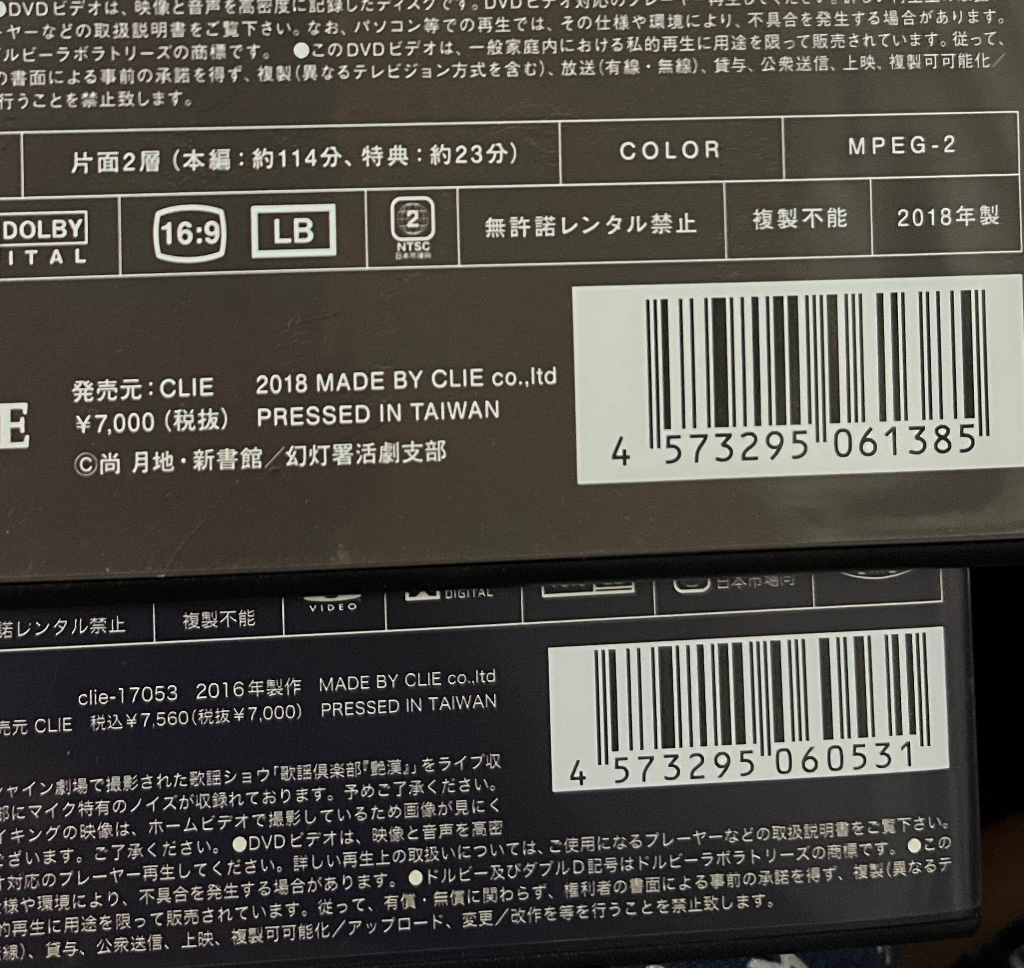 ●DVDビデオは、映像と音声を高密度に記録したディスクです。DVDビデオ対応のプレーヤー
ーヤーなどの取扱説明書をご覧下さい。なお、パソコン等での再生では、その仕様や環境により、不具合を発生する場合があります。
ルビーラボラトリーズの商標です。 ●このDVDビデオは、一般家庭内における私的再生に用途を限って販売されています。従って、
の書面による事前の承諾を得ず、複製(異なるテレビジョン方式を含む)、放送(有線・無線)、貸与、公衆送信、上映、複製可可能化／
行うことを禁止致します。
片面2層(本編:約114分、特典:約23分) COLOR MPEG-2
DOLBY
ITAL
16:9 LB 2
NTSC
日本市場向
無許諾レンタル禁止 複製不能 2018年製
発売元:CLIE 2018 MADE BY CLIE co.,ltd
¥7,000(税抜) PRESSED IN TAIWAN
©尚 月地・新書館／幻灯署活劇支部
E
4 573295 061385
諾レンタル禁止 複製不能 VIDEO DIGITAL 日本市場向
clie-17053 2016年製作 MADE BY CLIE co.,ltd
売元 CLIE 税込¥7,560(税抜¥7,000) PRESSED IN TAIWAN
4 573295 060531
シャイン劇場で撮影された歌謡ショウ「歌謡倶楽部『艶漢』」をライブ収
部にマイク特有のノイズが収録れております。予めご了承ください。
イキングの映像は、ホームビデオで撮影しているため画像が見にく
ございます。ご了承ください。●DVDビデオは、映像と音声を高密
オ対応のプレーヤー再生してください。詳しい再生上の取扱いについては、ご使用になるプレーヤーなどの取扱説明書をご覧下さい。
仕様や環境により、不具合を発生する場合があります。●ドルビー及びダブルD記号はドルビーラボラトリーズの商標です。●この
的再生に用途を限って販売されています。従って、有償・無償に関わらず、権利者の書面による事前の承諾を得ず、複製(異なるテ
線)、貸与、公衆送信、上映、複製可可能化／アップロード、変更／改作を等を行うことを禁止致します。